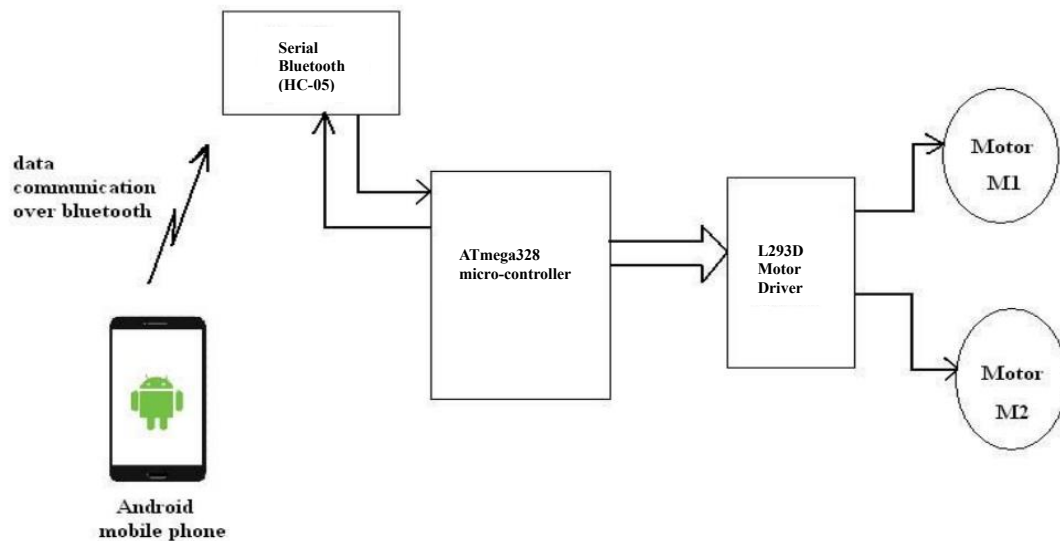 Serial
Bluetooth
(HC-05)
data
communication
over bluetooth
ATmega328
micro-controller
L293D
Motor
Driver
Motor
M1
Motor
M2
Android
mobile phone